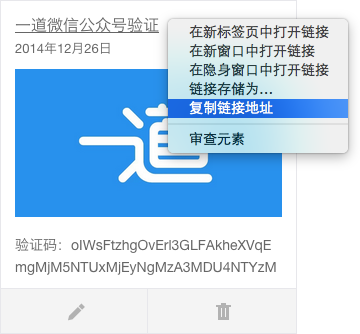 一道微信公众号验证
2014年12月26日
在新标签页中打开链接
在新窗口中打开链接
在隐身窗口中打开链接
链接存储为...
复制链接地址
审查元素
一道
验证码：oIWsFtzhgOvErl3GLFAkheXVqE
mgMjM5NTUxMjEyNgMzA3MDU4NTYzM